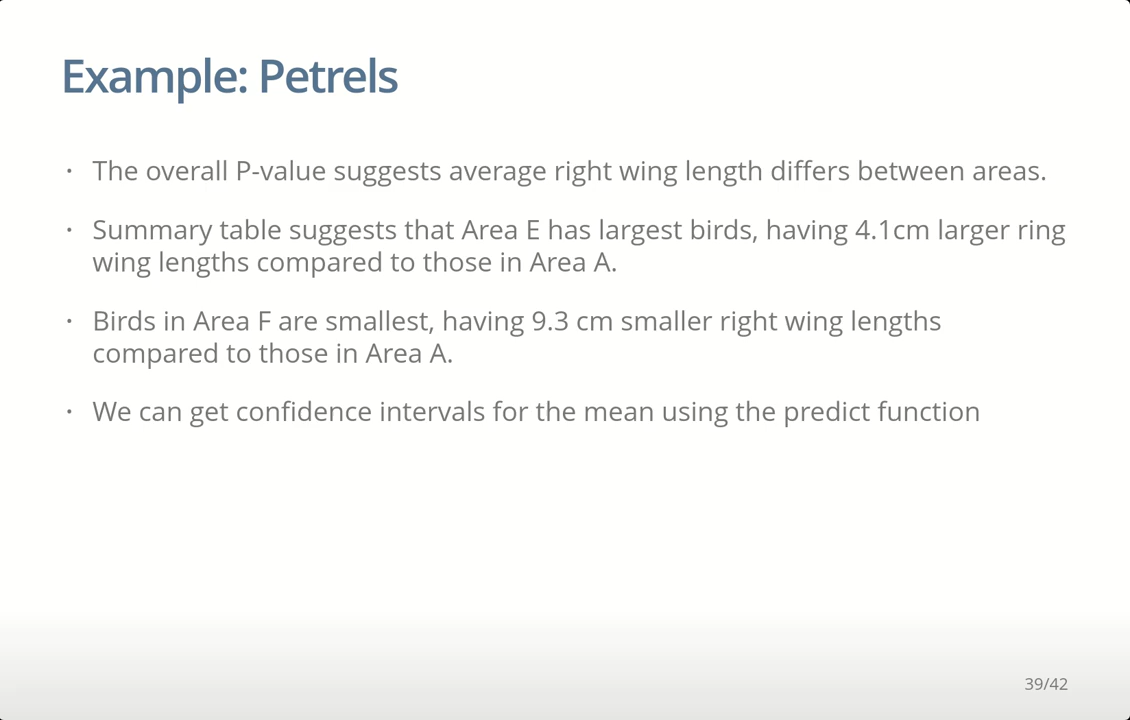 Example: Petrels
· The overall P-value suggests average right wing length differs between areas.
· Summary table suggests that Area E has largest birds, having 4.1cm larger ring
wing lengths compared to those in Area A.
· Birds in Area F are smallest, having 9.3 cm smaller right wing lengths
compared to those in Area A.
· We can get confidence intervals for the mean using the predict function
39/42